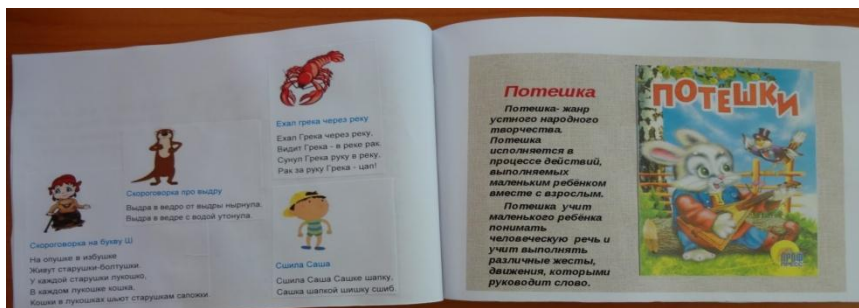 Ехал грека через реку
Ехал Грека через реку,
Видит Грека - в реке рак.
Сунул Грека руку в реку,
Рак за руку Грека - цап!
Скороговорка про выдру
Выдра в ведро от выдры нырнула.
Выдра в ведре с водой утонула.
Скороговорка на букву Ш
На опушке в избушке
Живут старушки-болтушки.
У каждой старушки лукошко,
В каждом лукошке кошка,
Кошки в лукошках шьют старушкам сапожки.
Сшила Саша
Сшила Саша Сашке шапку,
Сашка шапкой шишку сшиб.
Потешка
Потешка- жанр
устного народного
творчества.
Потешка
исполняется в
процессе действий,
выполняемых
маленьким ребёнком
вместе с взрослым.
Потешка учит
маленького ребёнка
понимать
человеческую речь и
учит выполнять
различные жесты,
движения, которыми
руководит слово.
ПОТЕШКИ
ПРОФ